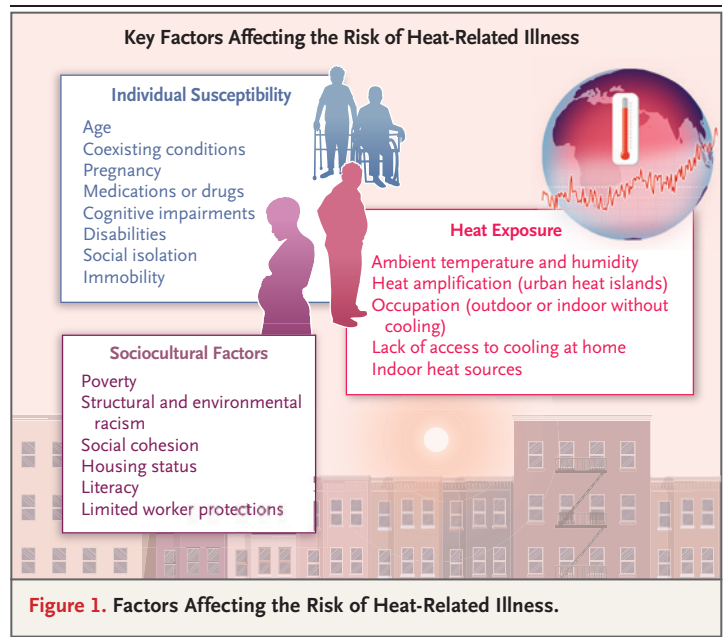 Key Factors Affecting the Risk of Heat-Related Illness
Individual Susceptibility
Age
Coexisting conditions
Pregnancy
Medications or drugs
Cognitive impairments
Disabilities
Social isolation
Immobility
Heat Exposure
Ambient temperature and humidity
Heat amplification (urban heat islands)
Occupation (outdoor or indoor without
cooling)
Lack of access to cooling at home
Indoor heat sources
Sociocultural Factors
Poverty
Structural and environmental
racism
Social cohesion
Housing status
Literacy
Limited worker protections
Figure 1. Factors Affecting the Risk of Heat-Related Illness.